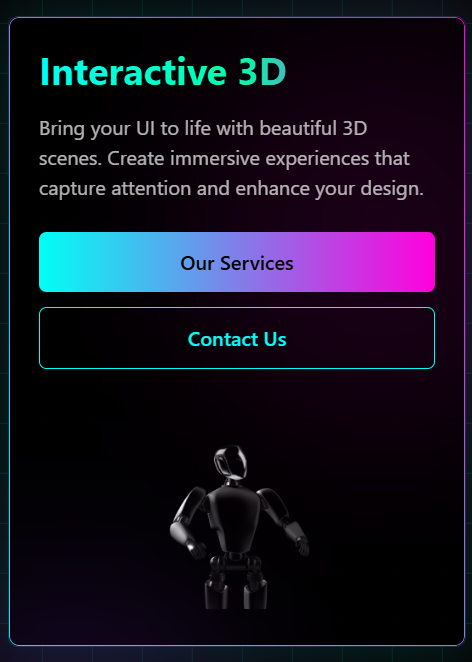 Interactive 3D
Bring your UI to life with beautiful 3D
scenes. Create immersive experiences that
capture attention and enhance your design.
Our Services
Contact Us